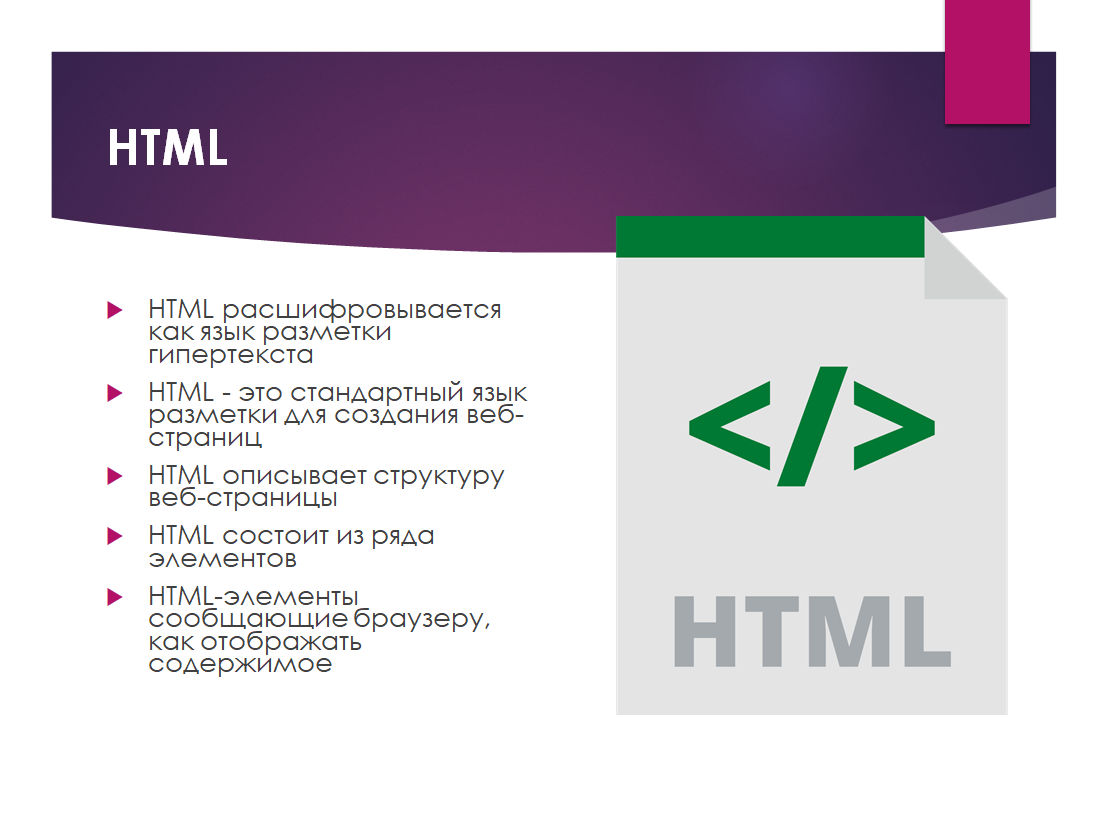 HTML
HTML расшифровывается
как язык разметки
гипертекста
HTML - это стандартный язык
разметки для создания веб-
страниц
HTML описывает структуру
веб-страницы
HTML состоит из ряда
элементов
HTML-элементы
сообщающие браузеру,
как отображать
содержимое
</>
HTML